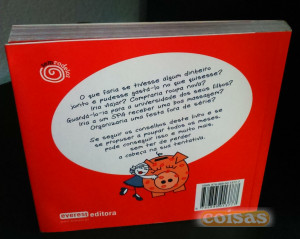 O que faria se tivesse algum dinheiro
junto e pudesse gastá-lo no que quisesse?
Iria viajar? Compraria roupa nova?
Guardá-lo-ia para a universidade dos seus filhos?
Iria a um SPA receber uma boa massagem?
Organizaria uma festa fora de série?
Se seguir os conselhos deste livro e se
se propuser a poupar todos os meses,
pode conseguir isso e muito mais,
sem ter de perder
a cabeça na sua tentativa.
everest editora
coisas